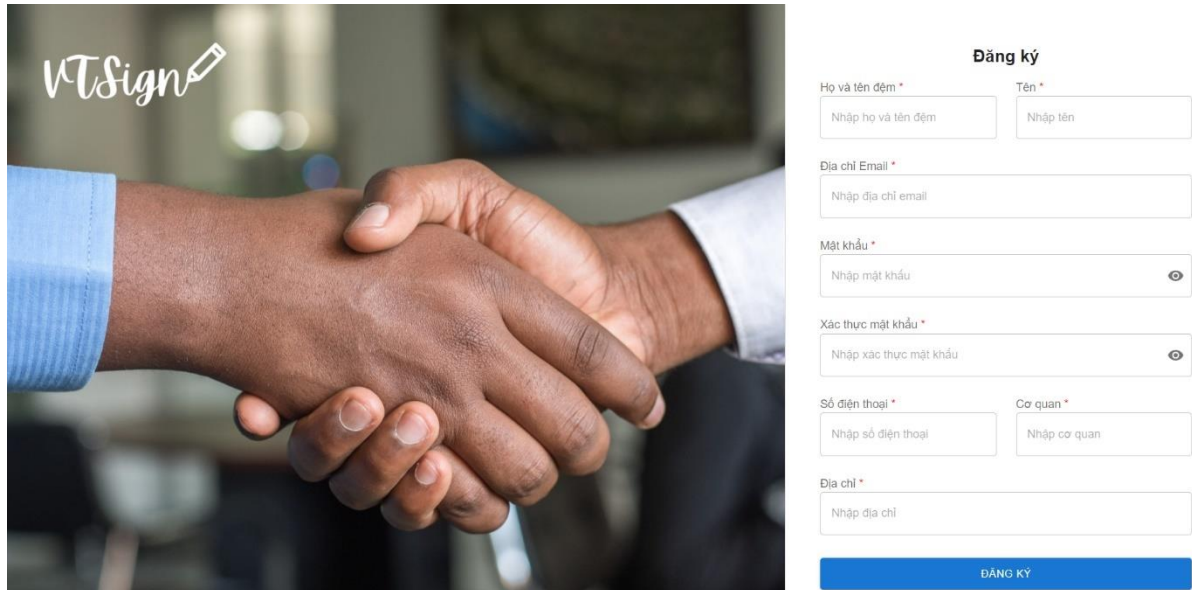 VTSign
Đăng ký
Họ và tên đệm * Tên *
Nhập họ và tên đệm Nhập tên
Địa chỉ Email *
Nhập địa chỉ email
Mật khẩu *
Nhập mật khẩu
Xác thực mật khẩu *
Nhập xác thực mật khẩu
Số điện thoại * Cơ quan *
Nhập số điện thoại Nhập cơ quan
Địa chỉ *
Nhập địa chỉ
ĐĂNG KÝ